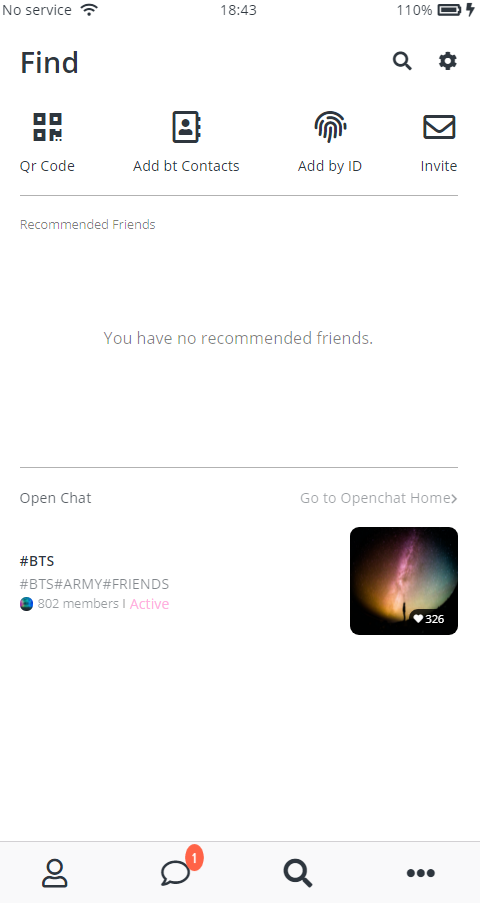 No service 18:43 110%
Find
Qr Code Add bt Contacts Add by ID Invite
Recommended Friends
You have no recommended friends.
Open Chat Go to Openchat Home
#BTS
#BTS#ARMY#FRIENDS
802 members I Active
326
1